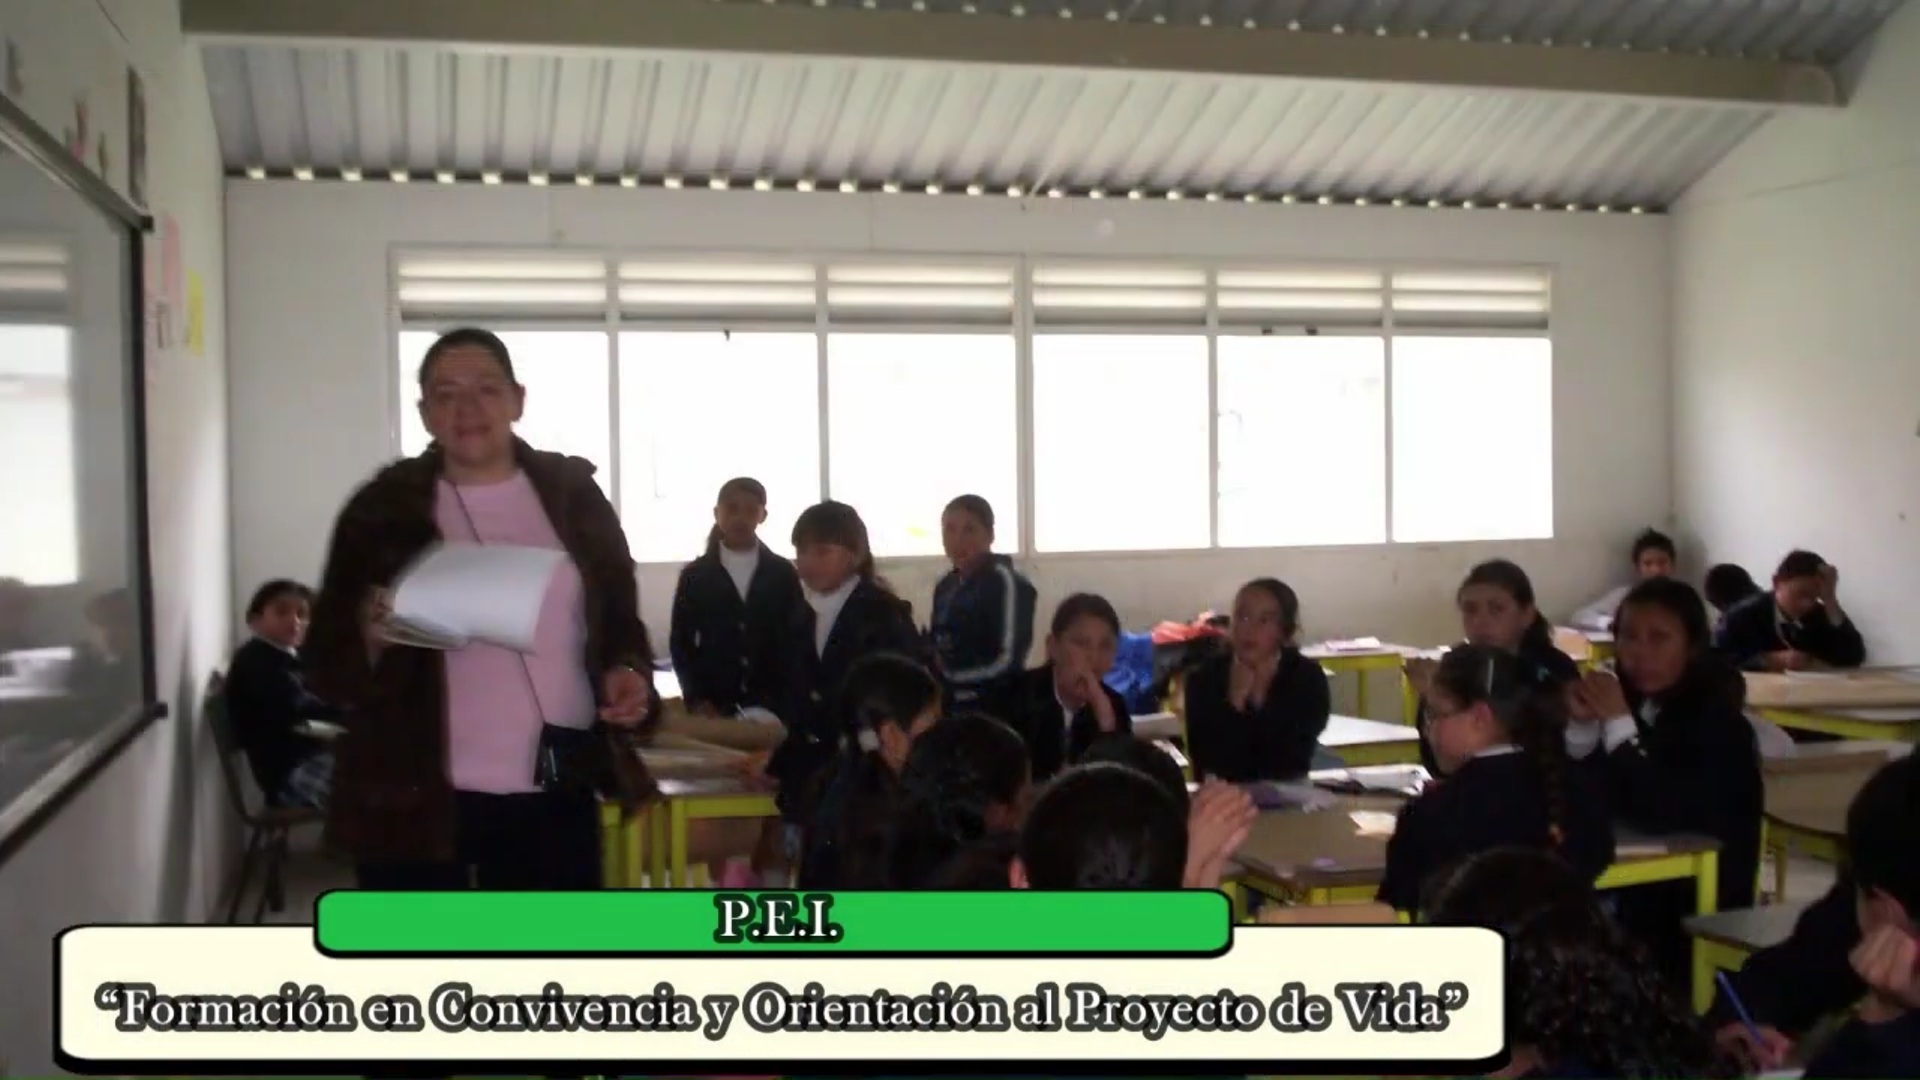 P.E.I.
“Formación en Convivencia y Orientación al Proyecto de Vida”